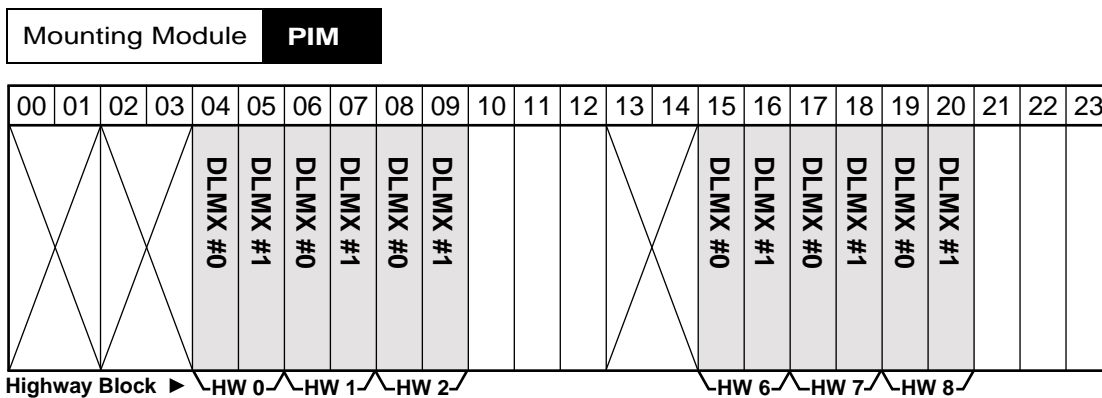 Mounting Module PIM
00 01 02 03 04 05 06 07 08 09 10 11 12 13 14 15 16 17 18 19 20 21 22 23
DLMX #0 DLMX #1 DLMX #0 DLMX #1 DLMX #0 DLMX #1 DLMX #0 DLMX #1 DLMX #0 DLMX #1 DLMX #0 DLMX #1
Highway Block ► HW 0 HW 1 HW 2 HW 6 HW 7 HW 8